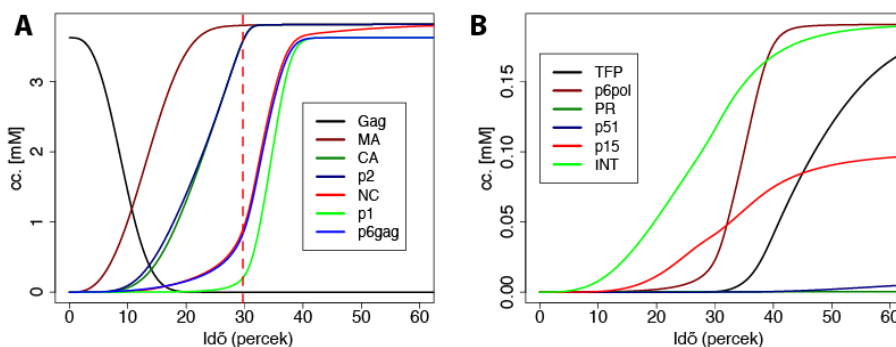 A
cc. [mM]
3
2
1
0
Gag
MA
CA
p2
NC
p1
p6gag
0 10 20 30 40 50 60
Idő (percek)
B
cc. [mM]
0.15
0.10
0.05
0.00
TFP
p6pol
PR
p51
p15
INT
0 10 20 30 40 50 60
Idő (percek)